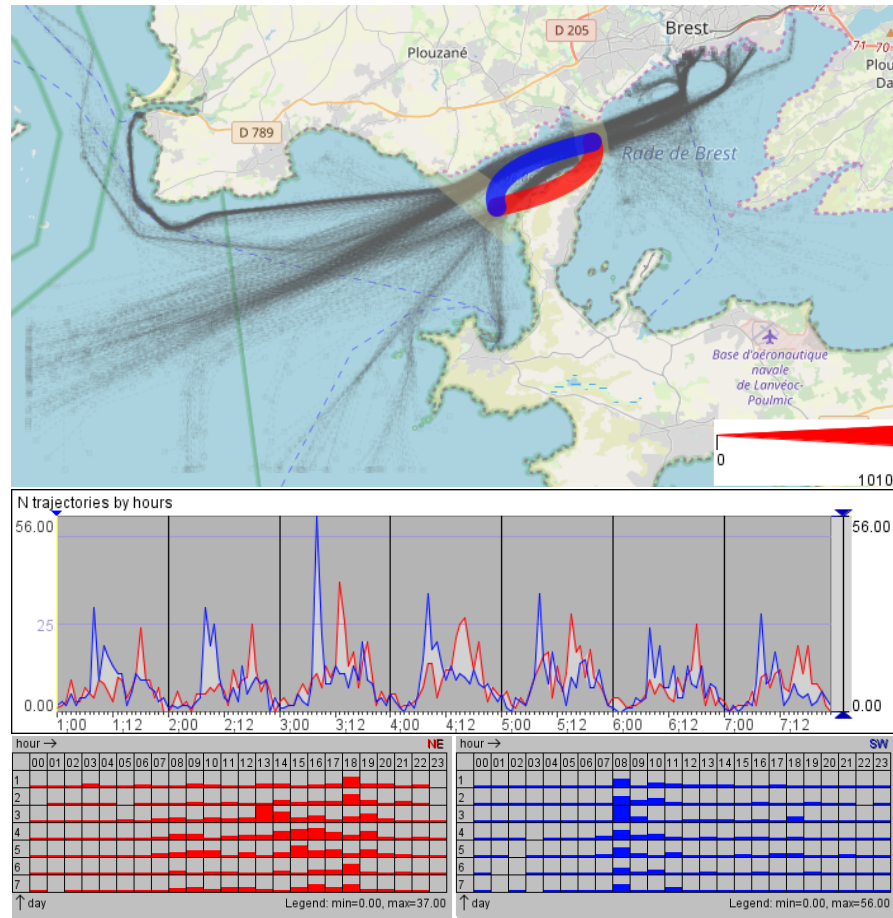 72
Brest
D 205
Plouzané
71 70
Plou
Da
D 789
Rade de Brest
Base d'aéronautique
navale
de Lanvéoc-
Poulmic
0
1010
N trajectories by hours
56.00
56.00
25
0.00
0.00
1;00 1;12 2;00 2;12 3;00 3;12 4;00 4;12 5;00 5;12 6;00 6;12 7;00 7;12
hour → NE
00 01 02 03 04 05 06 07 08 09 10 11 12 13 14 15 16 17 18 19 20 21 22 23
1
2
3
4
5
6
7
↑ day Legend: min=0.00, max=37.00
hour → SW
00 01 02 03 04 05 06 07 08 09 10 11 12 13 14 15 16 17 18 19 20 21 22 23
1
2
3
4
5
6
7
↑ day Legend: min=0.00, max=56.00